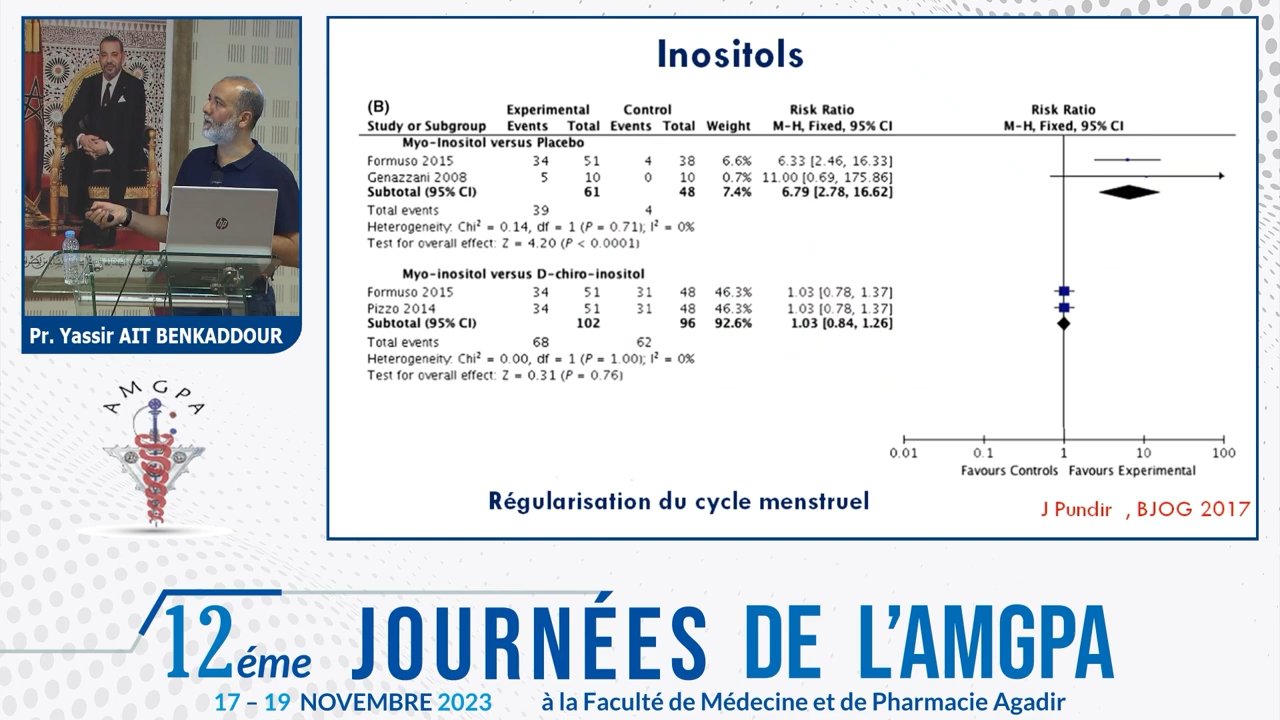 Inositols
(B)
Experimental Control Risk Ratio Risk Ratio
Study or Subgroup Events Total Events Total Weight M-H, Fixed, 95% CI M-H, Fixed, 95% CI
Myo-Inositol versus Placebo
Formuso 2015 34 51 4 38 6.6% 6.33 [2.46, 16.33]
Genazzani 2008 5 10 0 10 0.7% 11.00 [0.69, 175.86]
Subtotal (95% CI) 61 48 7.4% 6.79 [2.78, 16.62]
Total events 39 4
Heterogeneity: Chi² = 0.14, df = 1 (P = 0.71); I² = 0%
Test for overall effect: Z = 4.20 (P < 0.0001)
Myo-inositol versus D-chiro-inositol
Formuso 2015 34 51 31 48 46.3% 1.03 [0.78, 1.37]
Pizzo 2014 34 51 31 48 46.3% 1.03 [0.78, 1.37]
Subtotal (95% CI) 102 96 92.6% 1.03 [0.84, 1.26]
Total events 68 62
Heterogeneity: Chi² = 0.00, df = 1 (P = 1.00); I² = 0%
Test for overall effect: Z = 0.31 (P = 0.76)
0.01 0.1 1 10 100
Favours Controls Favours Experimental
Régularisation du cycle menstruel
J Pundir , BJOG 2017
hp
Pr. Yassir AIT BENKADDOUR
AMGPA
12éme JOURNÉES DE L'AMGPA
17 – 19 NOVEMBRE 2023 à la Faculté de Médecine et de Pharmacie Agadir